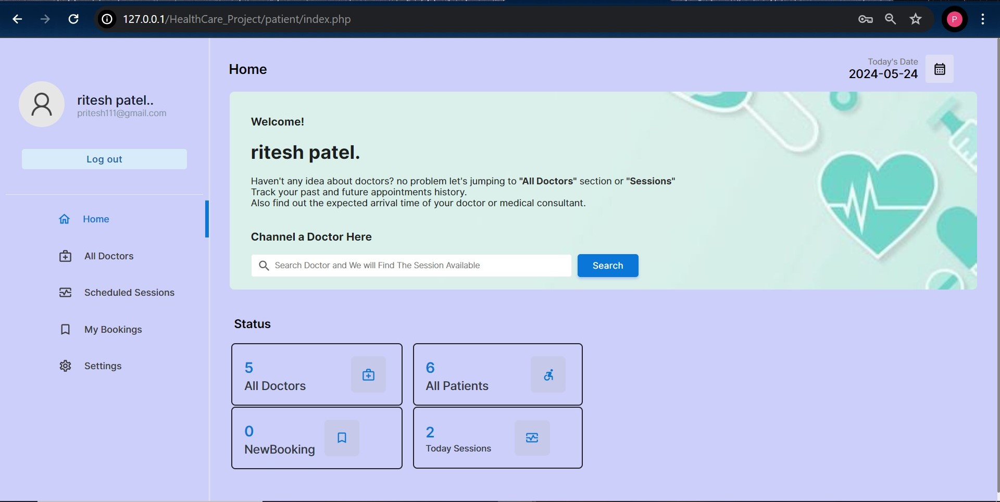 127.0.0.1/HealthCare_Project/patient/index.php
P
ritesh patel..
pritesh111@gmail.com
Log out
Home
All Doctors
Scheduled Sessions
My Bookings
Settings
Home
Today's Date
2024-05-24
Welcome!
ritesh patel.
Haven't any idea about doctors? no problem let's jumping to "All Doctors" section or "Sessions"
Track your past and future appointments history.
Also find out the expected arrival time of your doctor or medical consultant.
Channel a Doctor Here
Search Doctor and We will Find The Session Available
Search
Status
5
All Doctors
6
All Patients
0
NewBooking
2
Today Sessions